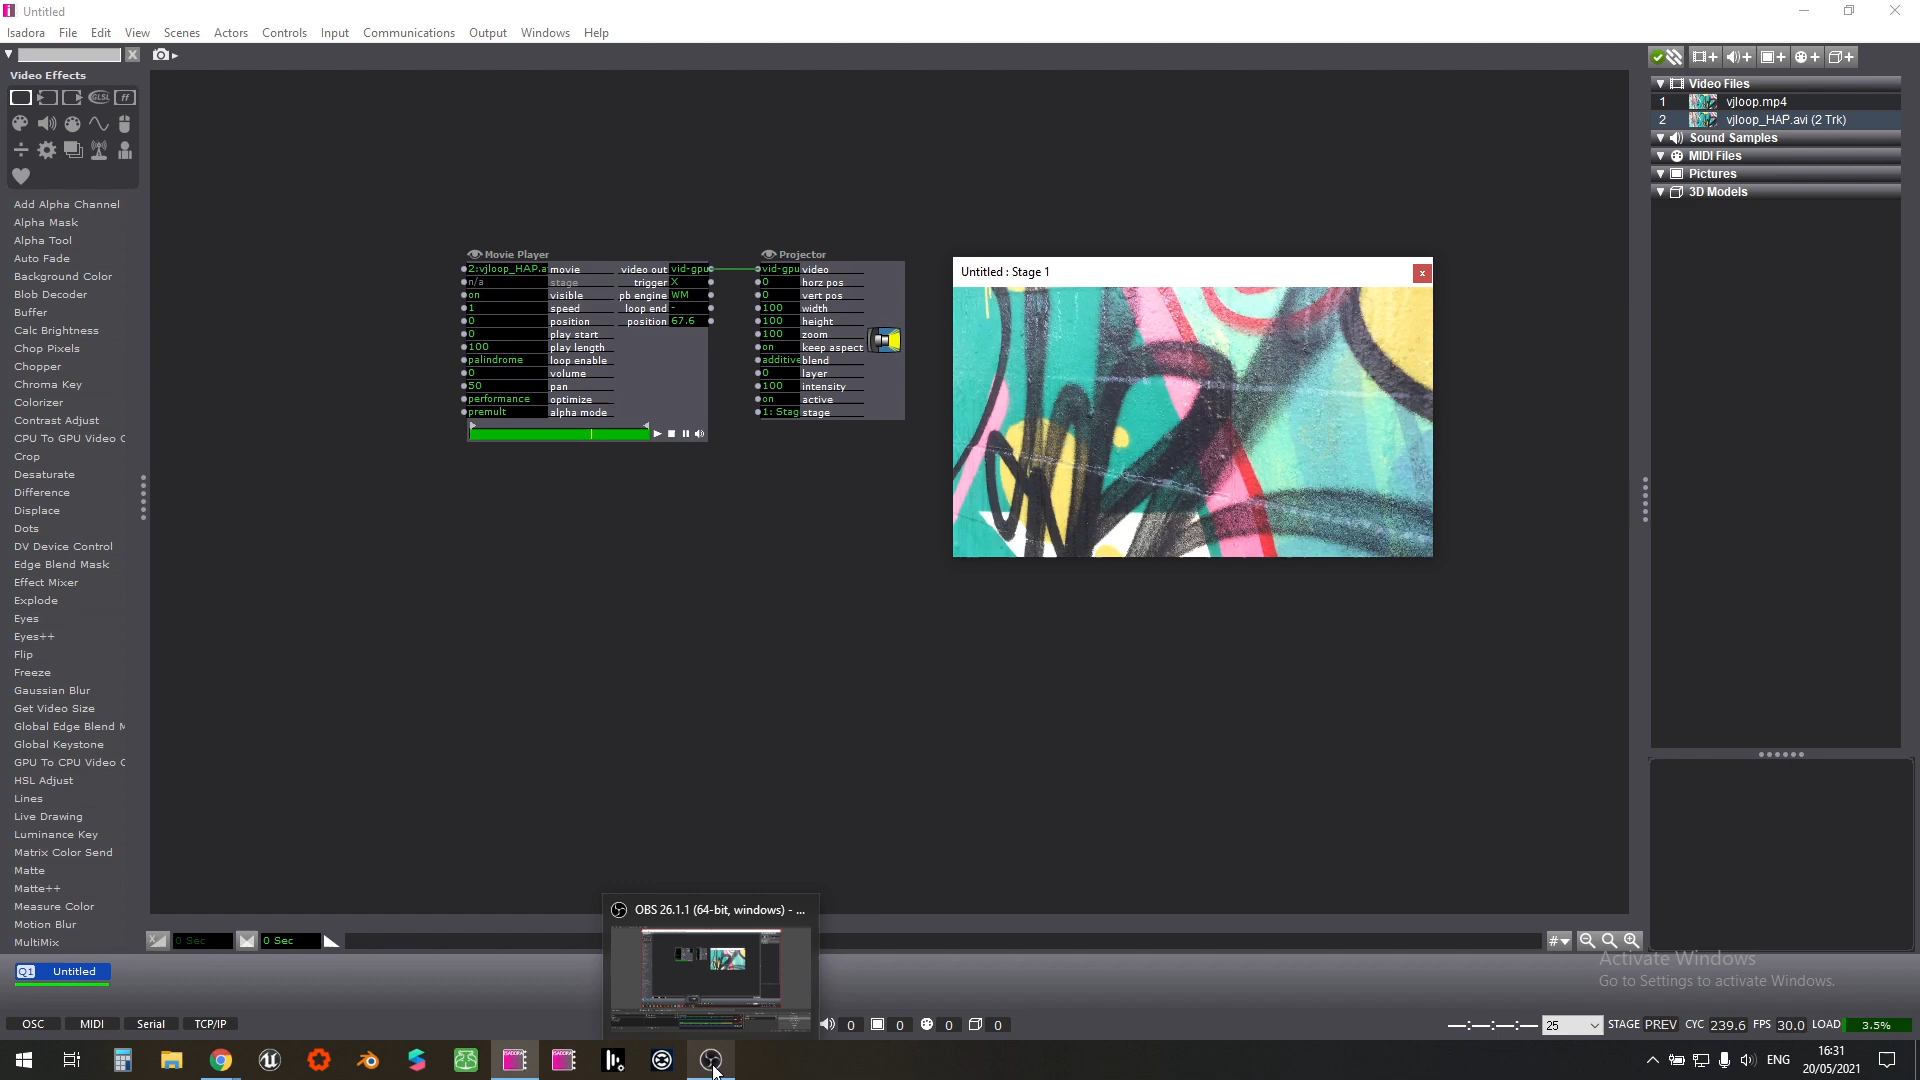 Untitled
Isadora File Edit View Scenes Actors Controls Input Communications Output Windows Help
Video Effects
GLSL
ff
Add Alpha Channel
Alpha Mask
Alpha Tool
Auto Fade
Background Color
Blob Decoder
Buffer
Calc Brightness
Chop Pixels
Chopper
Chroma Key
Colorizer
Contrast Adjust
CPU To GPU Video C
Crop
Desaturate
Difference
Displace
Dots
DV Device Control
Edge Blend Mask
Effect Mixer
Explode
Eyes
Eyes++
Flip
Freeze
Gaussian Blur
Get Video Size
Global Edge Blend M
Global Keystone
GPU To CPU Video C
HSL Adjust
Lines
Live Drawing
Luminance Key
Matrix Color Send
Matte
Matte++
Measure Color
Motion Blur
MultiMix
Movie Player
2:vjloop_HAP.a movie video out vid-gpu
n/a stage trigger X
on visible pb engine WM
1 speed loop end -
0 position position 67.6
0 play start
100 play length
palindrome loop enable
0 volume
50 pan
performance optimize
premult alpha mode
Projector
vid-gpu video
0 horz pos
0 vert pos
100 width
100 height
100 zoom
on keep aspect
additive blend
0 layer
100 intensity
on active
1: Stag stage
Untitled : Stage 1
x
Video Files
1 vjloop.mp4
2 vjloop_HAP.avi (2 Trk)
Sound Samples
MIDI Files
Pictures
3D Models
OBS 26.1.1 (64-bit, windows) - ...
0 Sec 0 Sec
#
Q1 Untitled
Activate Windows
Go to Settings to activate Windows.
OSC MIDI Serial TCP/IP
0 0 0 0
--:--:--:-- 25 STAGE PREV CYC 239.6 FPS 30.0 LOAD 3.5%
ISADORA ISADORA
ENG 16:31
20/05/2021